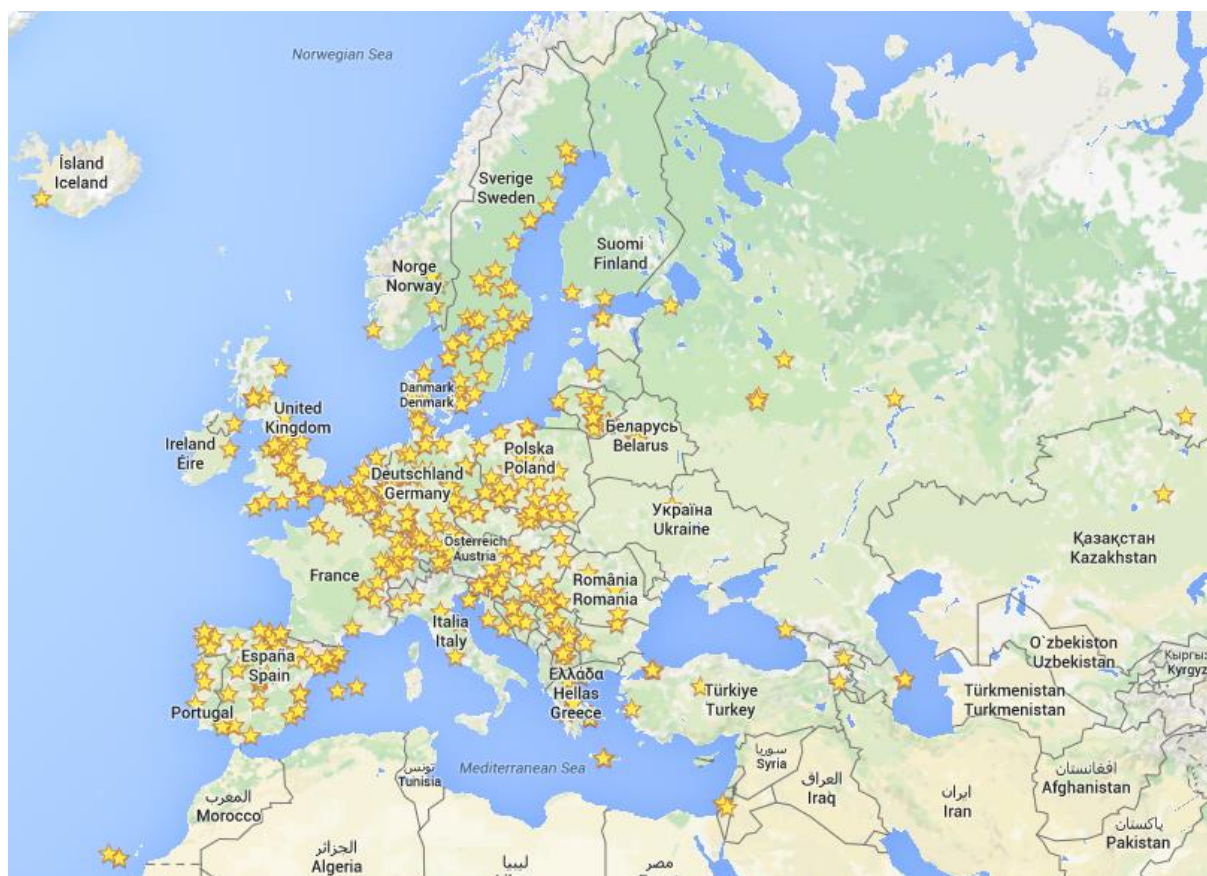 Norwegian Sea
Ísland
Iceland
Sverige
Sweden
Suomi
Finland
Norge
Norway
Danmark
Denmark
United
Kingdom
Ireland
Éire
Polska
Poland
Беларусь
Belarus
Deutschland
Germany
Україна
Ukraine
Қазақстан
Kazakhstan
Österreich
Austria
France
România
Romania
Italia
Italy
España
Spain
Portugal
Ελλάδα
Hellas
Greece
Türkiye
Turkey
O`zbekiston
Uzbekistan
Кыргыз
Kyrgyz
Türkmenistan
Turkmenistan
Mediterranean Sea
تونس
Tunisia
سوريا
Syria
العراق
Iraq
ایران
Iran
افغانستان
Afghanistan
پاکستان
Pakistan
المغرب
Morocco
الجزائر
Algeria
ليبيا
مصر